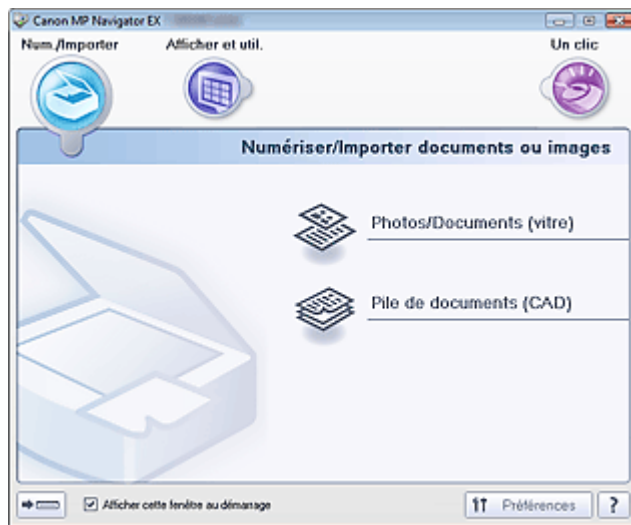 Canon MP Navigator EX
Num./Importer
Afficher et util.
Un clic
Numériser/Importer documents ou images
Photos/Documents (vitre)
Pile de documents (CAD)
Afficher cette fenêtre au démarrage
Préférences
?